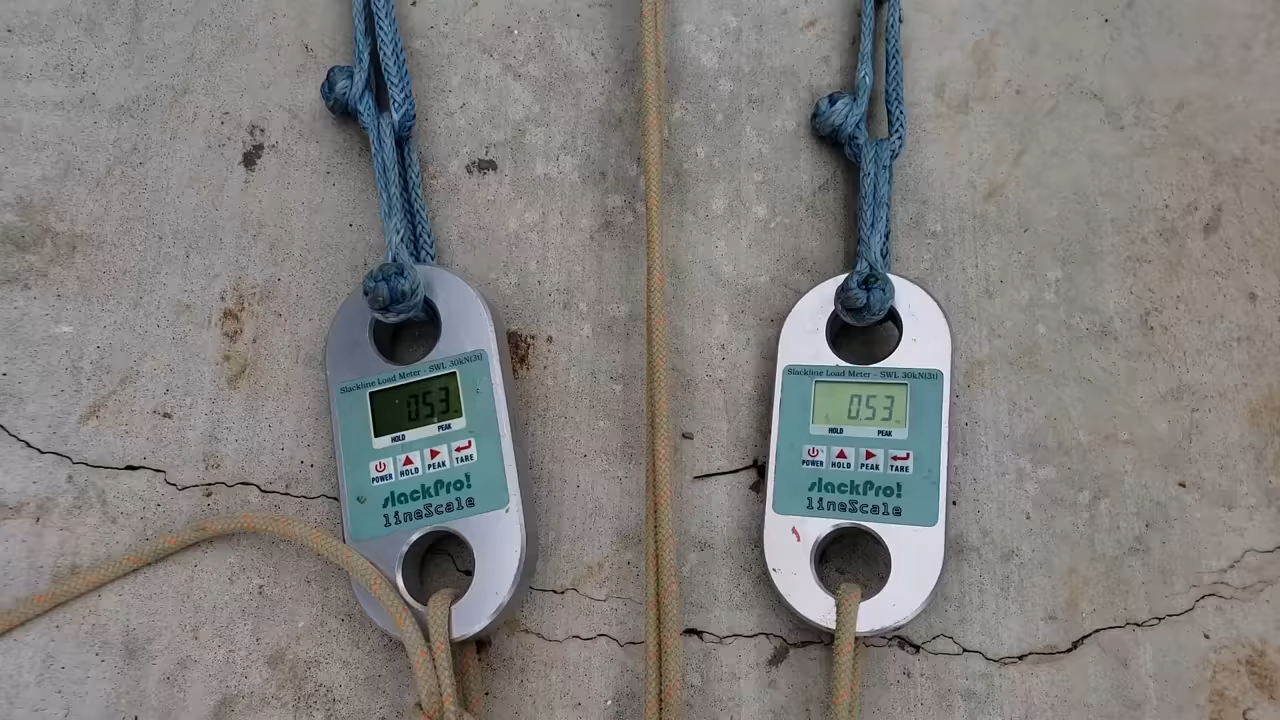 Slackline Load Meter - SWL 30kN(3t)
0.53
HOLD PEAK
POWER HOLD PEAK TARE
slackPro!
lineScale
Slackline Load Meter - SWL 30kN(3t)
0.53
HOLD PEAK
POWER HOLD PEAK TARE
slackPro!
lineScale